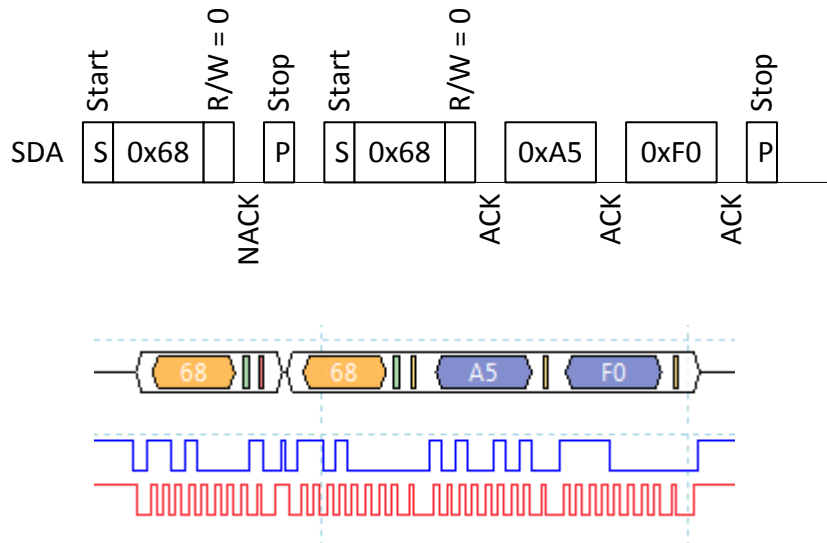 Start R/W = 0 Stop Start R/W = 0 Stop
SDA S 0x68 P S 0x68 0xA5 0xF0 P
NACK ACK ACK ACK
68 68 A5 F0